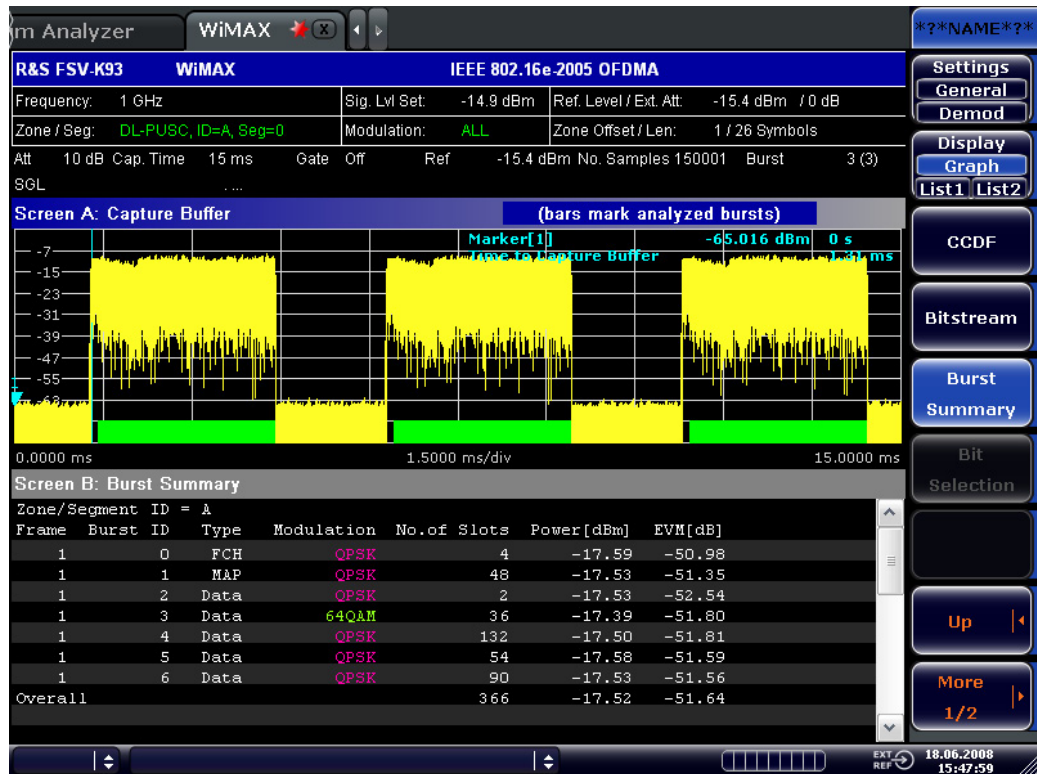 m Analyzer
WiMAX
*?*NAME*?*
R&S FSV-K93 WiMAX IEEE 802.16e-2005 OFDMA
Frequency: 1 GHz Sig. Lvl Set: -14.9 dBm Ref. Level / Ext. Att: -15.4 dBm / 0 dB
Zone / Seg: DL-PUSC, ID=A, Seg=0 Modulation: ALL Zone Offset / Len: 1 / 26 Symbols
Att 10 dB Cap. Time 15 ms Gate Off Ref -15.4 dBm No. Samples 150001 Burst 3 (3)
SGL
Screen A: Capture Buffer (bars mark analyzed bursts)
Marker[1] -65.016 dBm 0 s
Time to Capture Buffer 1.31 ms
-7
-15
-23
-31
-39
-47
-55
-63
1
0.0000 ms 1.5000 ms/div 15.0000 ms
Screen B: Burst Summary
Zone/Segment ID = A
Frame Burst ID Type Modulation No.of Slots Power[dBm] EVM[dB]
1 0 FCH QPSK 4 -17.59 -50.98
1 1 MAP QPSK 48 -17.53 -51.35
1 2 Data QPSK 2 -17.53 -52.54
1 3 Data 64QAM 36 -17.39 -51.80
1 4 Data QPSK 132 -17.50 -51.81
1 5 Data QPSK 54 -17.58 -51.59
1 6 Data QPSK 90 -17.53 -51.56
Overall 366 -17.52 -51.64
Settings
General
Demod
Display
Graph
List1 List2
CCDF
Bitstream
Burst
Summary
Bit
Selection
Up
More
1/2
EXT
REF
18.06.2008
15:47:59